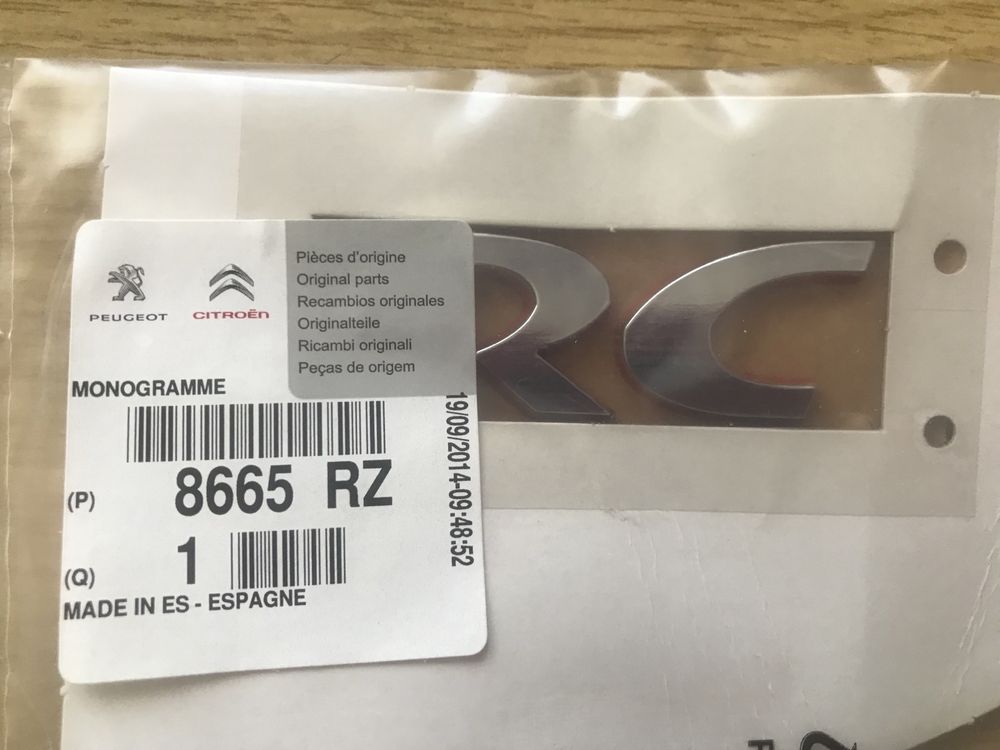 PEUGEOT
CITROËN
Pièces d'origine
Original parts
Recambios originales
Originalteile
Ricambi originali
Peças de origem
MONOGRAMME
(P) 8665 RZ
(Q) 1
MADE IN ES - ESPAGNE
19/09/2014-09:48:52
RC